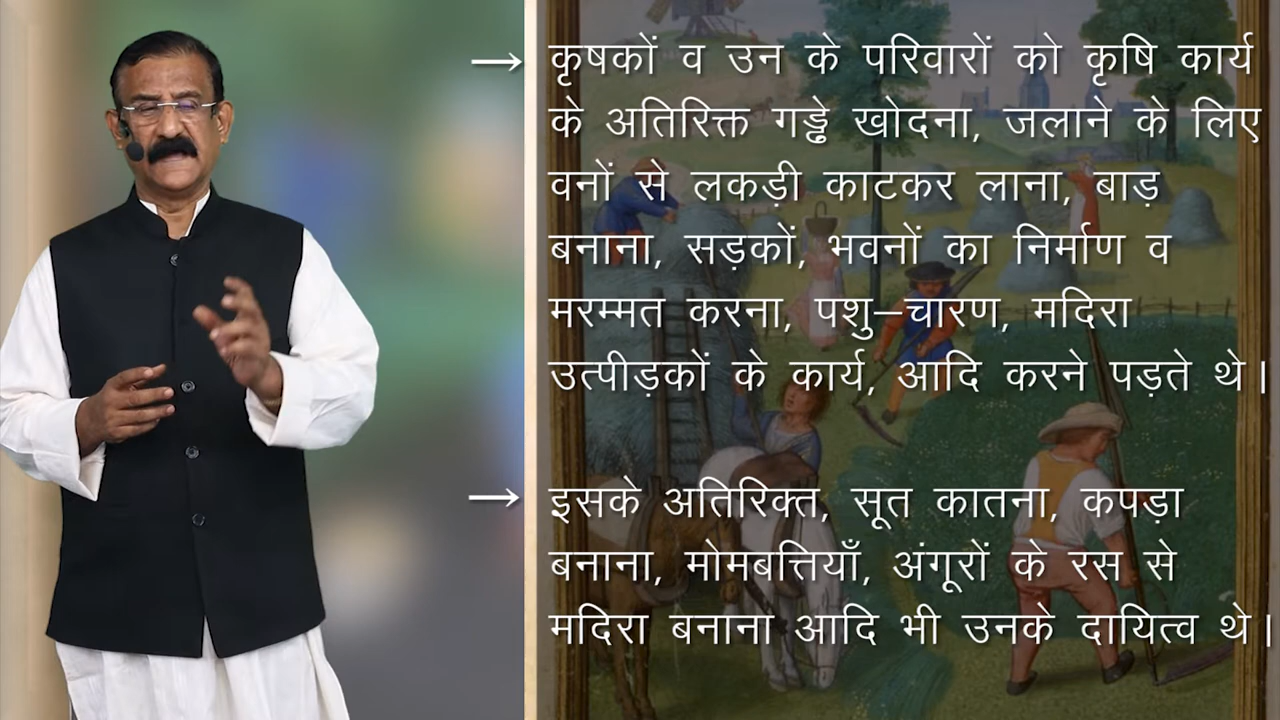 → कृषकों व उन के परिवारों को कृषि कार्य
के अतिरिक्त गड्ढे खोदना, जलाने के लिए
वनों से लकड़ी काटकर लाना, बाड़
बनाना, सड़कों, भवनों का निर्माण व
मरम्मत करना, पशु–चारण, मदिरा
उत्पीड़कों के कार्य, आदि करने पड़ते थे।
→ इसके अतिरिक्त, सूत कातना, कपड़ा
बनाना, मोमबत्तियाँ, अंगूरों के रस से
मदिरा बनाना आदि भी उनके दायित्व थे।